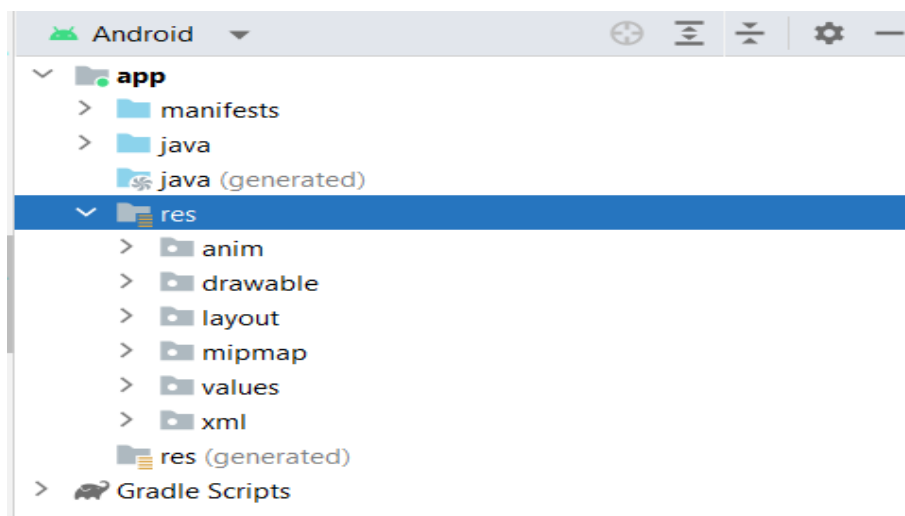 Android
app
manifests
java
java (generated)
res
anim
drawable
layout
mipmap
values
xml
res (generated)
Gradle Scripts